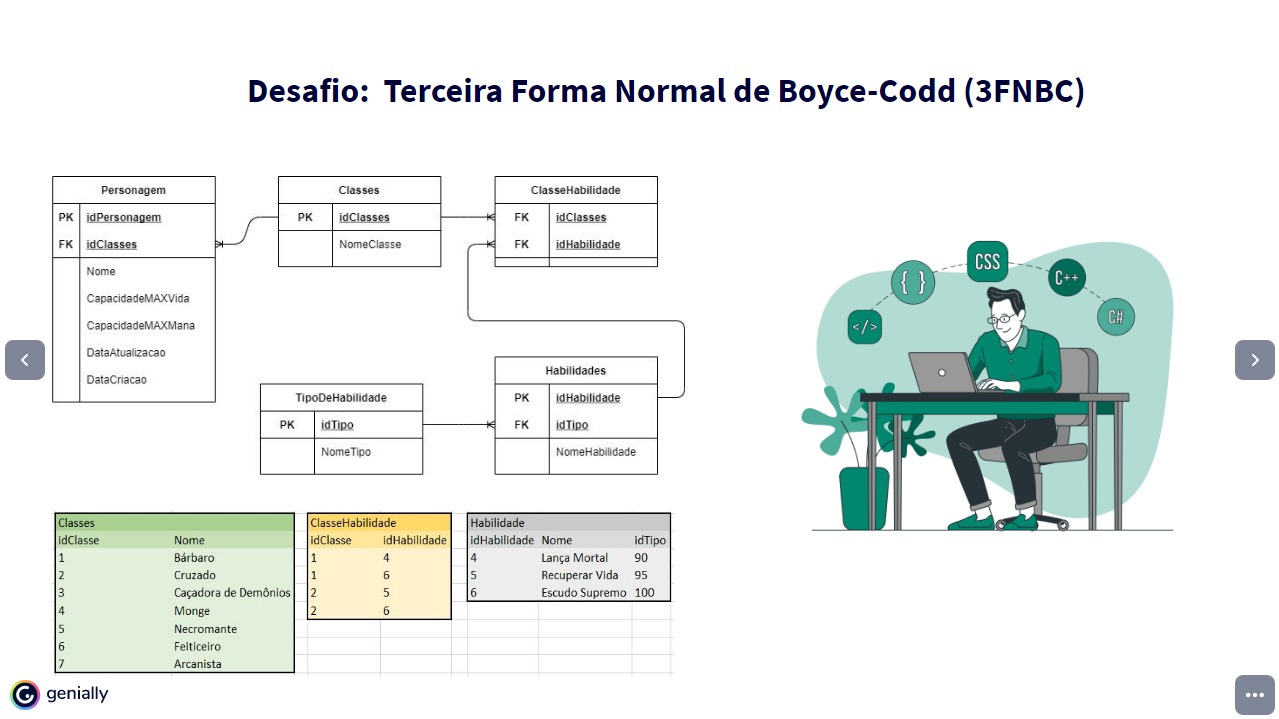 Desafio: Terceira Forma Normal de Boyce-Codd (3FNBC)
Personagem
PK idPersonagem
FK idClasses
Nome
CapacidadeMAXVida
CapacidadeMAXMana
DataAtualizacao
DataCriacao
Classes
PK idClasses
NomeClasse
ClasseHabilidade
FK idClasses
FK idHabilidade
TipoDeHabilidade
PK idTipo
NomeTipo
Habilidades
PK idHabilidade
FK idTipo
NomeHabilidade
</>
{ }
CSS
C++
C#
Classes
idClasse Nome
1 Bárbaro
2 Cruzado
3 Caçadora de Demônios
4 Monge
5 Necromante
6 Feiticeiro
7 Arcanista
ClasseHabilidade
idClasse idHabilidade
1 4
1 6
2 5
2 6
Habilidade
idHabilidade Nome idTipo
4 Lança Mortal 90
5 Recuperar Vida 95
6 Escudo Supremo 100
genially